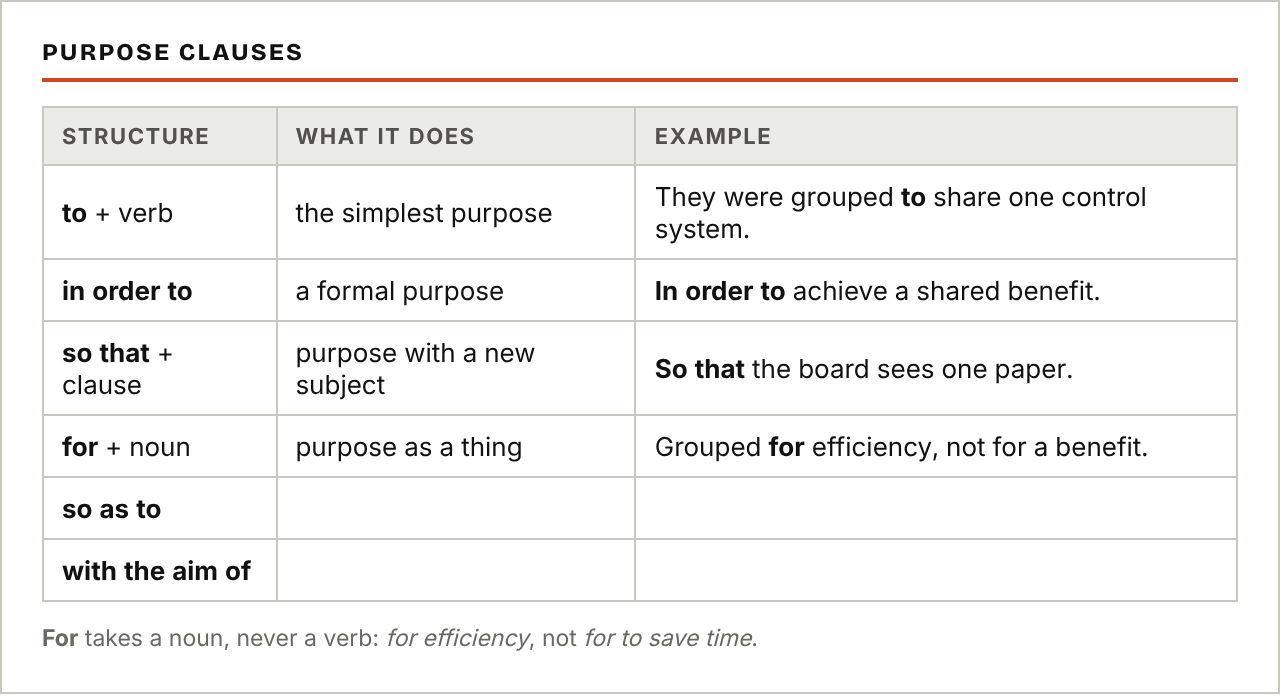 PURPOSE CLAUSES
STRUCTURE WHAT IT DOES EXAMPLE
to + verb the simplest purpose They were grouped to share one control
system.
in order to a formal purpose In order to achieve a shared benefit.
so that +
clause purpose with a new
subject So that the board sees one paper.
for + noun purpose as a thing Grouped for efficiency, not for a benefit.
so as to
with the aim of
For takes a noun, never a verb: for efficiency, not for to save time.